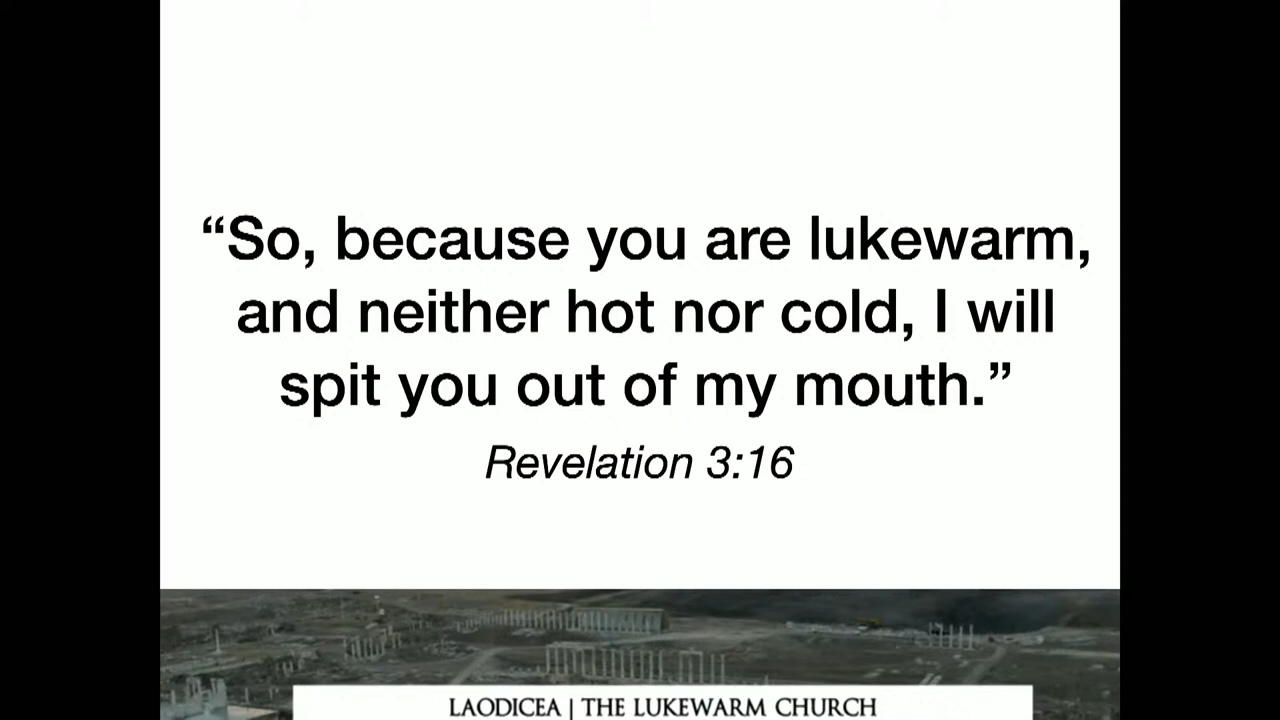 “So, because you are lukewarm,
and neither hot nor cold, I will
spit you out of my mouth.”
Revelation 3:16
LAODICEA | THE LUKEWARM CHURCH